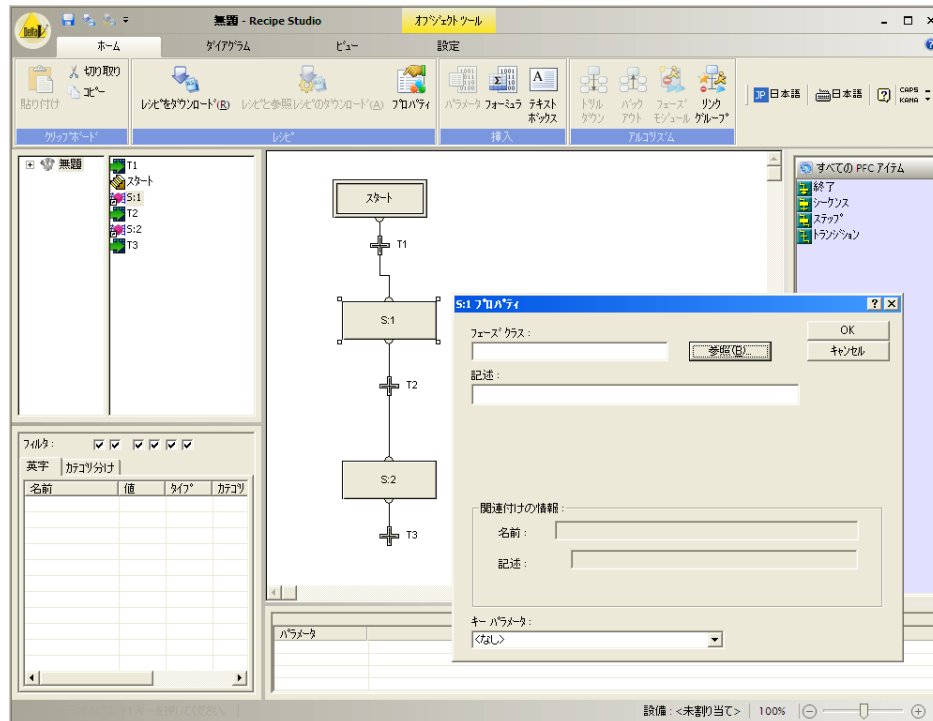 DeltaV
無題 - Recipe Studio
オブジェクト ツール
ホーム
ダイアグラム
ビュー
設定
貼り付け
切り取り
コピー
クリップボード
レシピをダウンロード(R)
レシピと参照レシピのダウンロード(A)
プロパティ
レシピ
パラメータ
フォーミュラ
テキスト
ボックス
挿入
ドリル
ダウン
バック
アウト
フェーズ
モジュール
リンク
グループ
アルゴリズム
JP 日本語
日本語
CAPS
KANA
無題
T1
スタート
S:1
T2
S:2
T3
スタート
T1
S:1
T2
S:2
T3
すべての PFC アイテム
終了
シーケンス
ステップ
トランジション
S:1 プロパティ
フェーズ クラス :
参照(B)...
OK
キャンセル
記述 :
関連付けの情報 :
名前 :
記述 :
キー パラメータ :
<なし>
フィルタ :
英字
カテゴリ分け
名前
値
タイプ
カテゴリ
パラメータ
設備 : <未割り当て>
100%